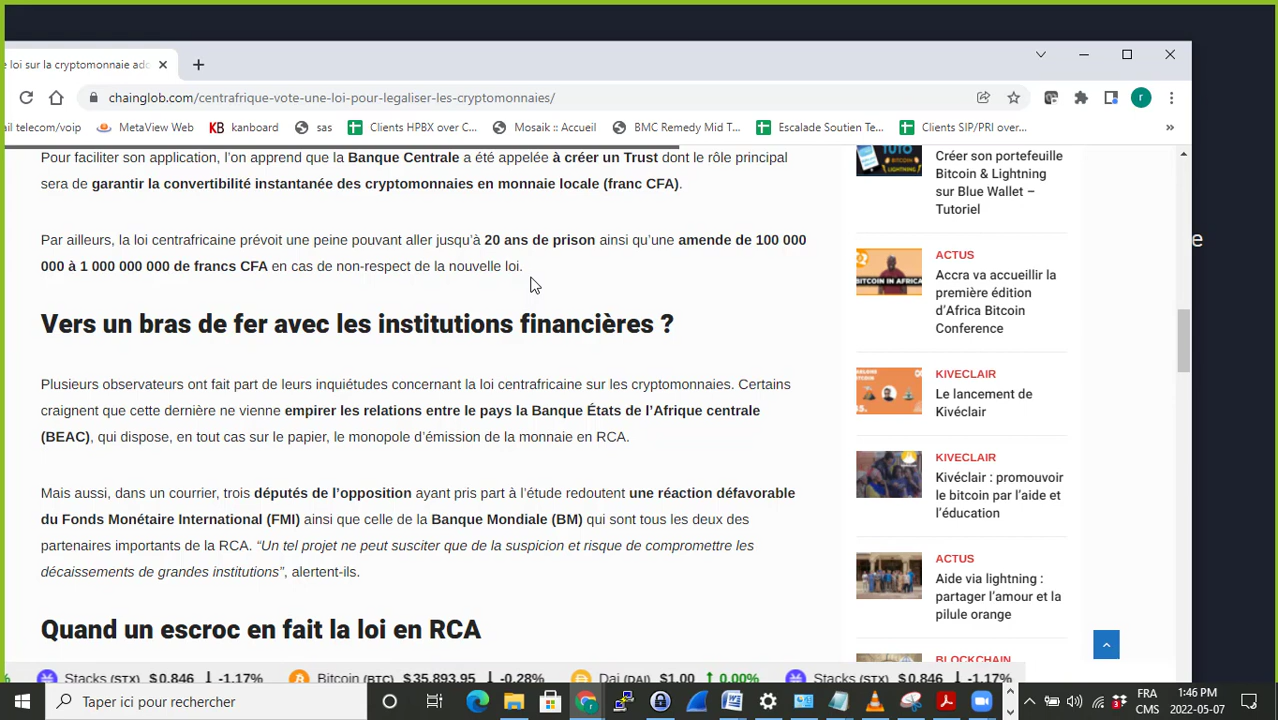 e loi sur la cryptomonnaie ado
chainglob.com/centrafrique-vote-une-loi-pour-legaliser-les-cryptomonnaies/
r
ail telecom/voip
MetaView Web
KB kanboard
sas
Clients HPBX over C...
Mosaik :: Accueil
BMC Remedy Mid T...
Escalade Soutien Te...
Clients SIP/PRI over...
»
Pour faciliter son application, l’on apprend que la Banque Centrale a été appelée à créer un Trust dont le rôle principal
sera de garantir la convertibilité instantanée des cryptomonnaies en monnaie locale (franc CFA).
Par ailleurs, la loi centrafricaine prévoit une peine pouvant aller jusqu’à 20 ans de prison ainsi qu’une amende de 100 000
000 à 1 000 000 000 de francs CFA en cas de non-respect de la nouvelle loi.
Vers un bras de fer avec les institutions financières ?
Plusieurs observateurs ont fait part de leurs inquiétudes concernant la loi centrafricaine sur les cryptomonnaies. Certains
craignent que cette dernière ne vienne empirer les relations entre le pays la Banque États de l’Afrique centrale
(BEAC), qui dispose, en tout cas sur le papier, le monopole d’émission de la monnaie en RCA.
Mais aussi, dans un courrier, trois députés de l’opposition ayant pris part à l’étude redoutent une réaction défavorable
du Fonds Monétaire International (FMI) ainsi que celle de la Banque Mondiale (BM) qui sont tous les deux des
partenaires importants de la RCA. “Un tel projet ne peut susciter que de la suspicion et risque de compromettre les
décaissements de grandes institutions”, alertent-ils.
Quand un escroc en fait la loi en RCA
TUTO
BITCOIN
LIGHTNING
Créer son portefeuille
Bitcoin & Lightning
sur Blue Wallet –
Tutoriel
BITCOIN IN AFRICA
ACTUS
Accra va accueillir la
première édition
d’Africa Bitcoin
Conference
KIVECLAIR
Le lancement de
Kivéclair
KIVECLAIR
Kivéclair : promouvoir
le bitcoin par l’aide et
l’éducation
ACTUS
Aide via lightning :
partager l’amour et la
pilule orange
BLOCKCHAIN
e
%
Stacks (STX) $0.846 ↓ -1.17%
Bitcoin (BTC) $35,893.95 ↓ -0.28%
Dai (DAI) $1.00 ↑ 0.00%
Stacks (STX) $0.846 ↓ -1.17%
Taper ici pour rechercher
FRA
CMS
1:46 PM
2022-05-07